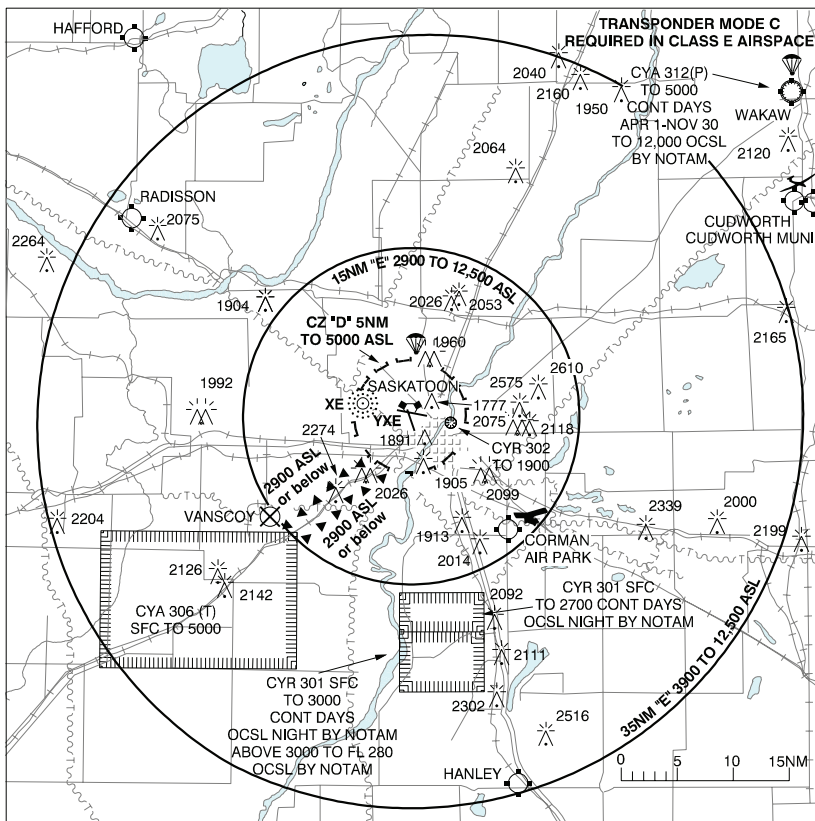 HAFFORD
TRANSPONDER MODE C
REQUIRED IN CLASS E AIRSPACE
2040
2160
1950
CYA 312(P)
TO 5000
CONT DAYS
APR 1-NOV 30
TO 12,000 OCSL
BY NOTAM
WAKAW
2120
2064
RADISSON
2075
2264
CUDWORTH
CUDWORTH MUNI
15NM "E" 2900 TO 12,500 ASL
1904
2026
2053
CZ "D" 5NM
TO 5000 ASL
2165
1960
2610
SASKATOON
2575
1992
XE
YXE
1777
2075
2118
2274
1891
CYR 302
TO 1900
2900 ASL
or below
2026
1905
2099
2900 ASL
or below
2204
VANSCOY
1913
2014
CORMAN
AIR PARK
2339
2000
2199
2126
2142
CYA 306 (T)
SFC TO 5000
2092
CYR 301 SFC
TO 2700 CONT DAYS
OCSL NIGHT BY NOTAM
2111
CYR 301 SFC
TO 3000
CONT DAYS
OCSL NIGHT BY NOTAM
ABOVE 3000 TO FL 280
OCSL BY NOTAM
2302
2516
35NM "E" 3900 TO 12,500 ASL
HANLEY
0 5 10 15NM